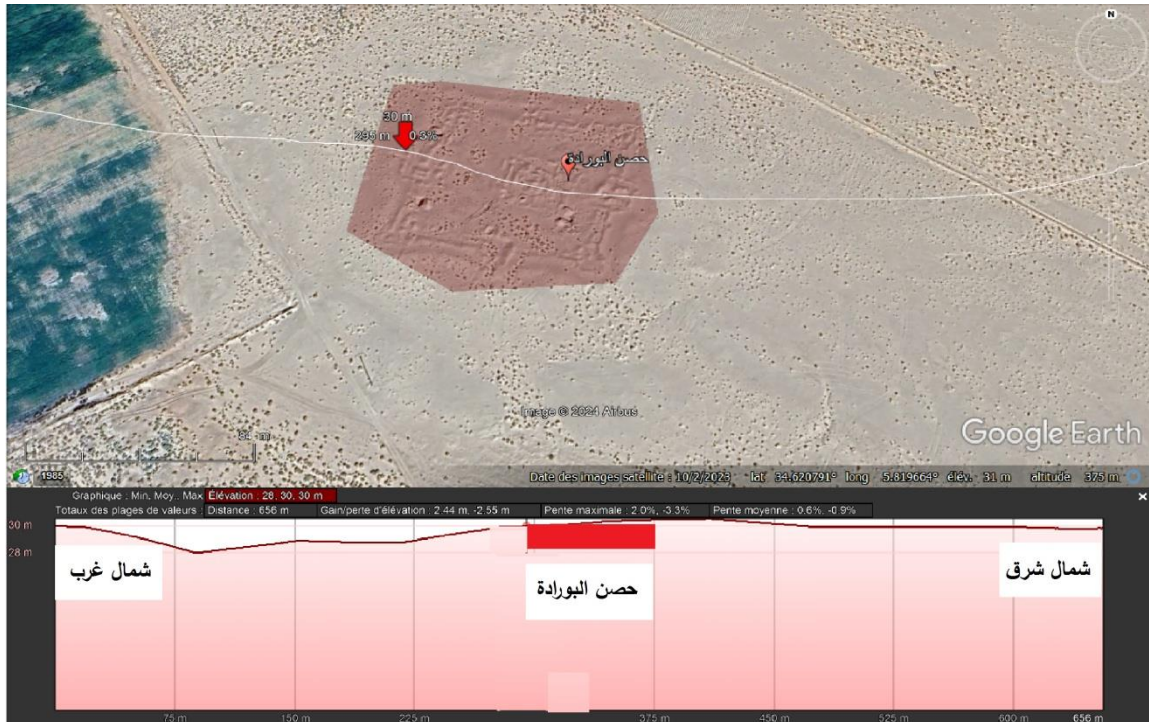 N
30 m
295 m 0.3%
حصن البورادة
Image © 2024 Airbus
Google Earth
1985
Date des images satellite : 10/2/2023 lat 34.620791° long 5.819664° élév. 31 m altitude 375 m
Graphique : Min, Moy., Max Élévation : 28, 30, 30 m
Totaux des plages de valeurs : Distance : 656 m Gain/perte d'élévation : 2.44 m, -2.55 m Pente maximale : 2.0%, -3.3% Pente moyenne : 0.6%, -0.9%
30 m
28 m
شمال غرب
حصن البورادة
شمال شرق
75 m 150 m 225 m 375 m 450 m 525 m 600 m 656 m